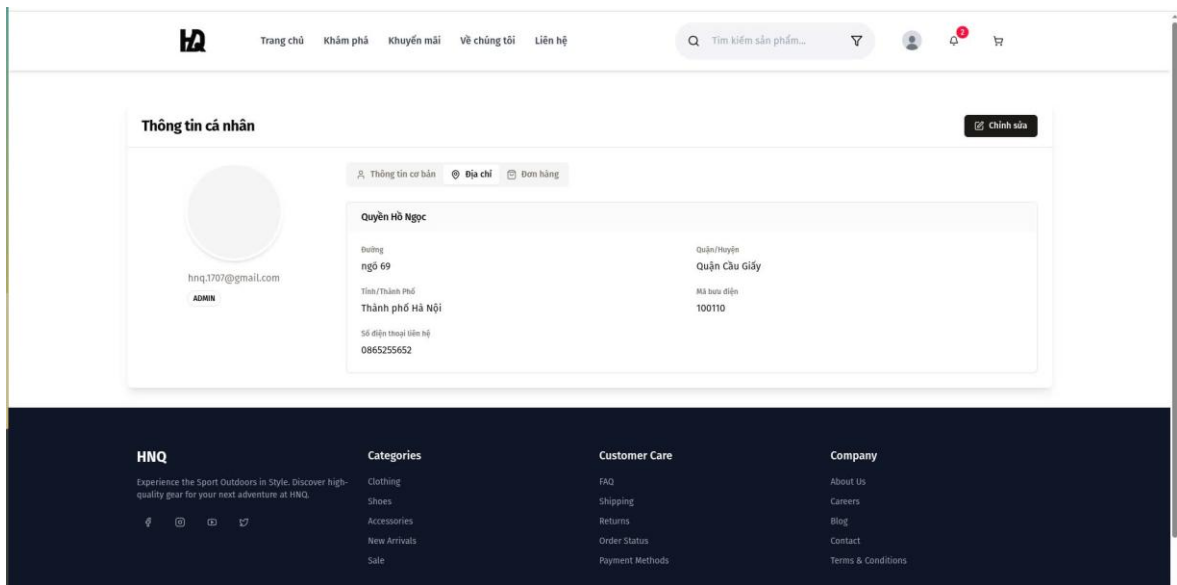 HQ
Trang chủ Khám phá Khuyến mãi Về chúng tôi Liên hệ
Tìm kiếm sản phẩm...
2
Thông tin cá nhân
Chỉnh sửa
Thông tin cơ bản Địa chỉ Đơn hàng
hnq.1707@gmail.com
ADMIN
Quyền Hồ Ngọc
Đường
ngõ 69
Quận/Huyện
Quận Cầu Giấy
Tỉnh/Thành Phố
Thành phố Hà Nội
Mã bưu điện
100110
Số điện thoại liên hệ
0865255652
HNQ
Experience the Sport Outdoors in Style. Discover high-
quality gear for your next adventure at HNQ.
Categories
Clothing
Shoes
Accessories
New Arrivals
Sale
Customer Care
FAQ
Shipping
Returns
Order Status
Payment Methods
Company
About Us
Careers
Blog
Contact
Terms & Conditions